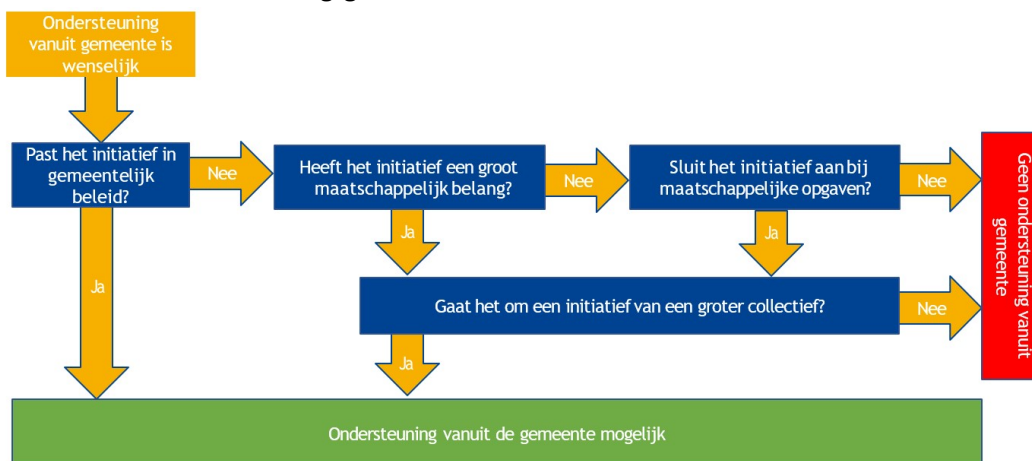 Ondersteuning
vanuit gemeente is
wenselijk
Past het initiatief in
gemeentelijk
beleid?
Nee
Heeft het initiatief een groot
maatschappelijk belang?
Nee
Sluit het initiatief aan bij
maatschappelijke opgaven?
Nee
Geen ondersteuning vanuit
gemeente
Ja
Ja
Ja
Gaat het om een initiatief van een groter collectief?
Nee
Ja
Ondersteuning vanuit de gemeente mogelijk